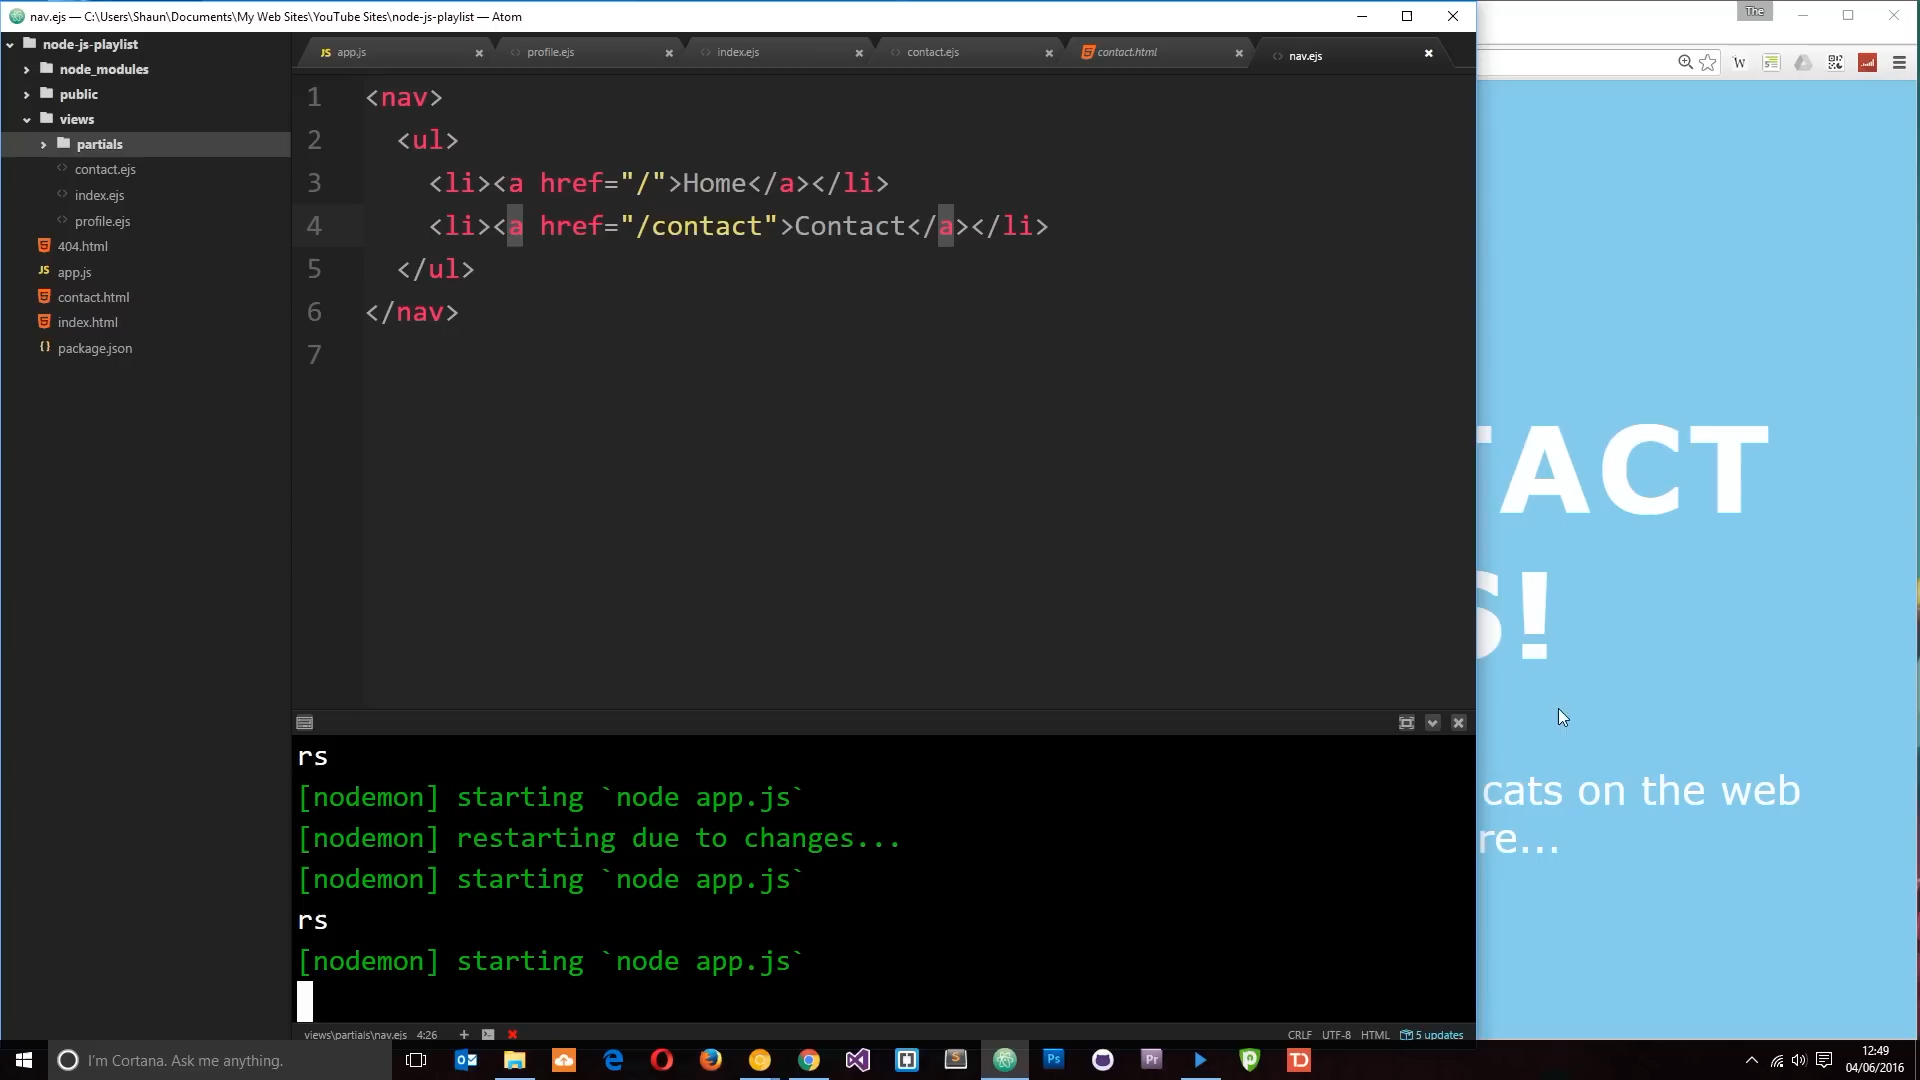 nav.ejs — C:\Users\Shaun\Documents\My Web Sites\YouTube Sites\node-js-playlist — Atom
The
node-js-playlist
node_modules
public
views
partials
contact.ejs
index.ejs
profile.ejs
404.html
JS app.js
contact.html
index.html
{} package.json
JS app.js
profile.ejs
index.ejs
contact.ejs
contact.html
nav.ejs
W
1 <nav>
2 <ul>
3 <li><a href="/">Home</a></li>
4 <li><a href="/contact">Contact</a></li>
5 </ul>
6 </nav>
7
TACT
S!
cats on the web
re...
rs
[nodemon] starting `node app.js`
[nodemon] restarting due to changes...
[nodemon] starting `node app.js`
rs
[nodemon] starting `node app.js`
views\partials\nav.ejs 4:26
CRLF UTF-8 HTML 5 updates
I'm Cortana. Ask me anything.
Ps
Pr
TD
12:49
04/06/2016